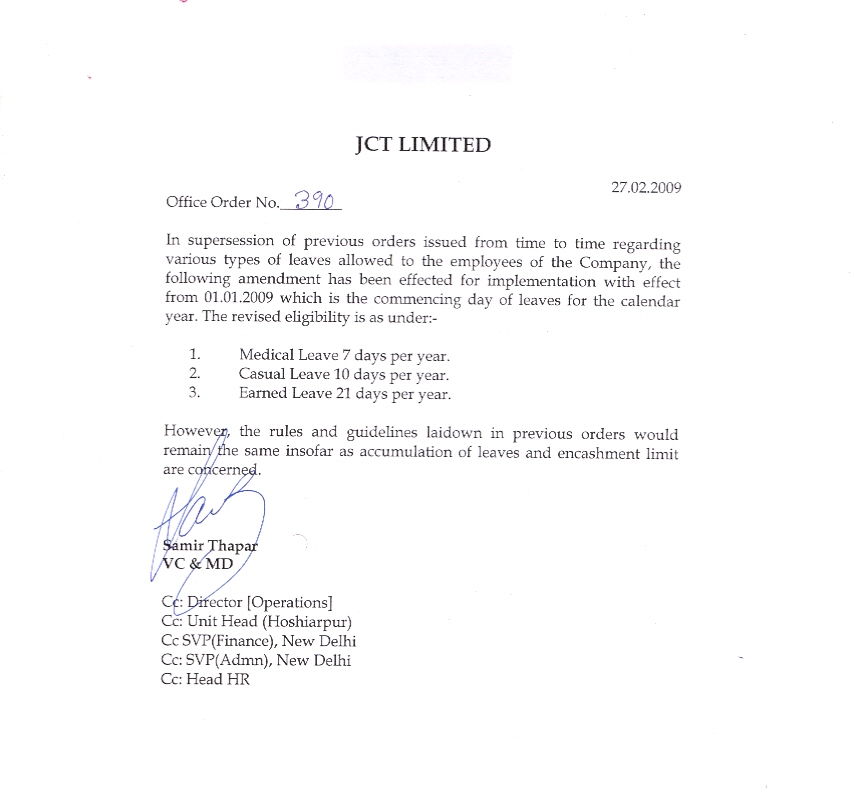 JCT LIMITED
27.02.2009
Office Order No. 390
In supersession of previous orders issued from time to time regarding
various types of leaves allowed to the employees of the Company, the
following amendment has been effected for implementation with effect
from 01.01.2009 which is the commencing day of leaves for the calendar
year. The revised eligibility is as under:-
1. Medical Leave 7 days per year.
2. Casual Leave 10 days per year.
3. Earned Leave 21 days per year.
However, the rules and guidelines laidown in previous orders would
remain the same insofar as accumulation of leaves and encashment limit
are concerned.
Samir Thapar
VC & MD
Cc: Director [Operations]
Cc: Unit Head (Hoshiarpur)
Cc SVP(Finance), New Delhi
Cc: SVP(Admn), New Delhi
Cc: Head HR